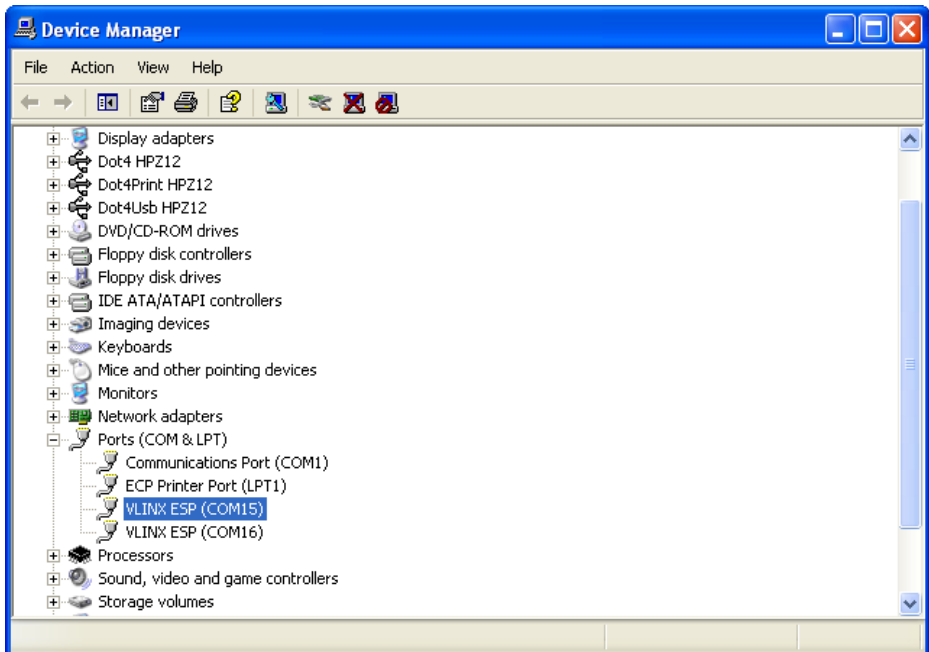 Device Manager
File Action View Help
Display adapters
Dot4 HPZ12
Dot4Print HPZ12
Dot4Usb HPZ12
DVD/CD-ROM drives
Floppy disk controllers
Floppy disk drives
IDE ATA/ATAPI controllers
Imaging devices
Keyboards
Mice and other pointing devices
Monitors
Network adapters
Ports (COM & LPT)
Communications Port (COM1)
ECP Printer Port (LPT1)
VLINX ESP (COM15)
VLINX ESP (COM16)
Processors
Sound, video and game controllers
Storage volumes